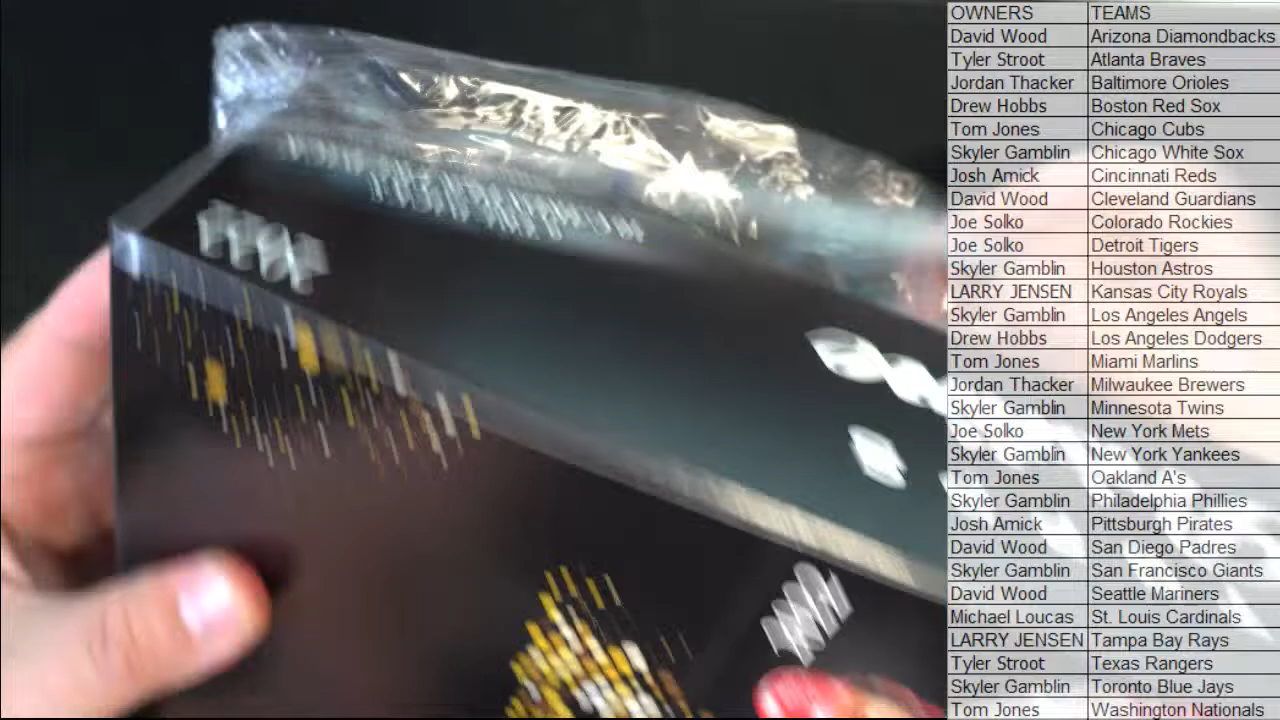 OWNERS TEAMS
David Wood Arizona Diamondbacks
Tyler Stroot Atlanta Braves
Jordan Thacker Baltimore Orioles
Drew Hobbs Boston Red Sox
Tom Jones Chicago Cubs
Skyler Gamblin Chicago White Sox
Josh Amick Cincinnati Reds
David Wood Cleveland Guardians
Joe Solko Colorado Rockies
Joe Solko Detroit Tigers
Skyler Gamblin Houston Astros
LARRY JENSEN Kansas City Royals
Skyler Gamblin Los Angeles Angels
Drew Hobbs Los Angeles Dodgers
Tom Jones Miami Marlins
Jordan Thacker Milwaukee Brewers
Skyler Gamblin Minnesota Twins
Joe Solko New York Mets
Skyler Gamblin New York Yankees
Tom Jones Oakland A's
Skyler Gamblin Philadelphia Phillies
Josh Amick Pittsburgh Pirates
David Wood San Diego Padres
Skyler Gamblin San Francisco Giants
David Wood Seattle Mariners
Michael Loucas St. Louis Cardinals
LARRY JENSEN Tampa Bay Rays
Tyler Stroot Texas Rangers
Skyler Gamblin Toronto Blue Jays
Tom Jones Washington Nationals